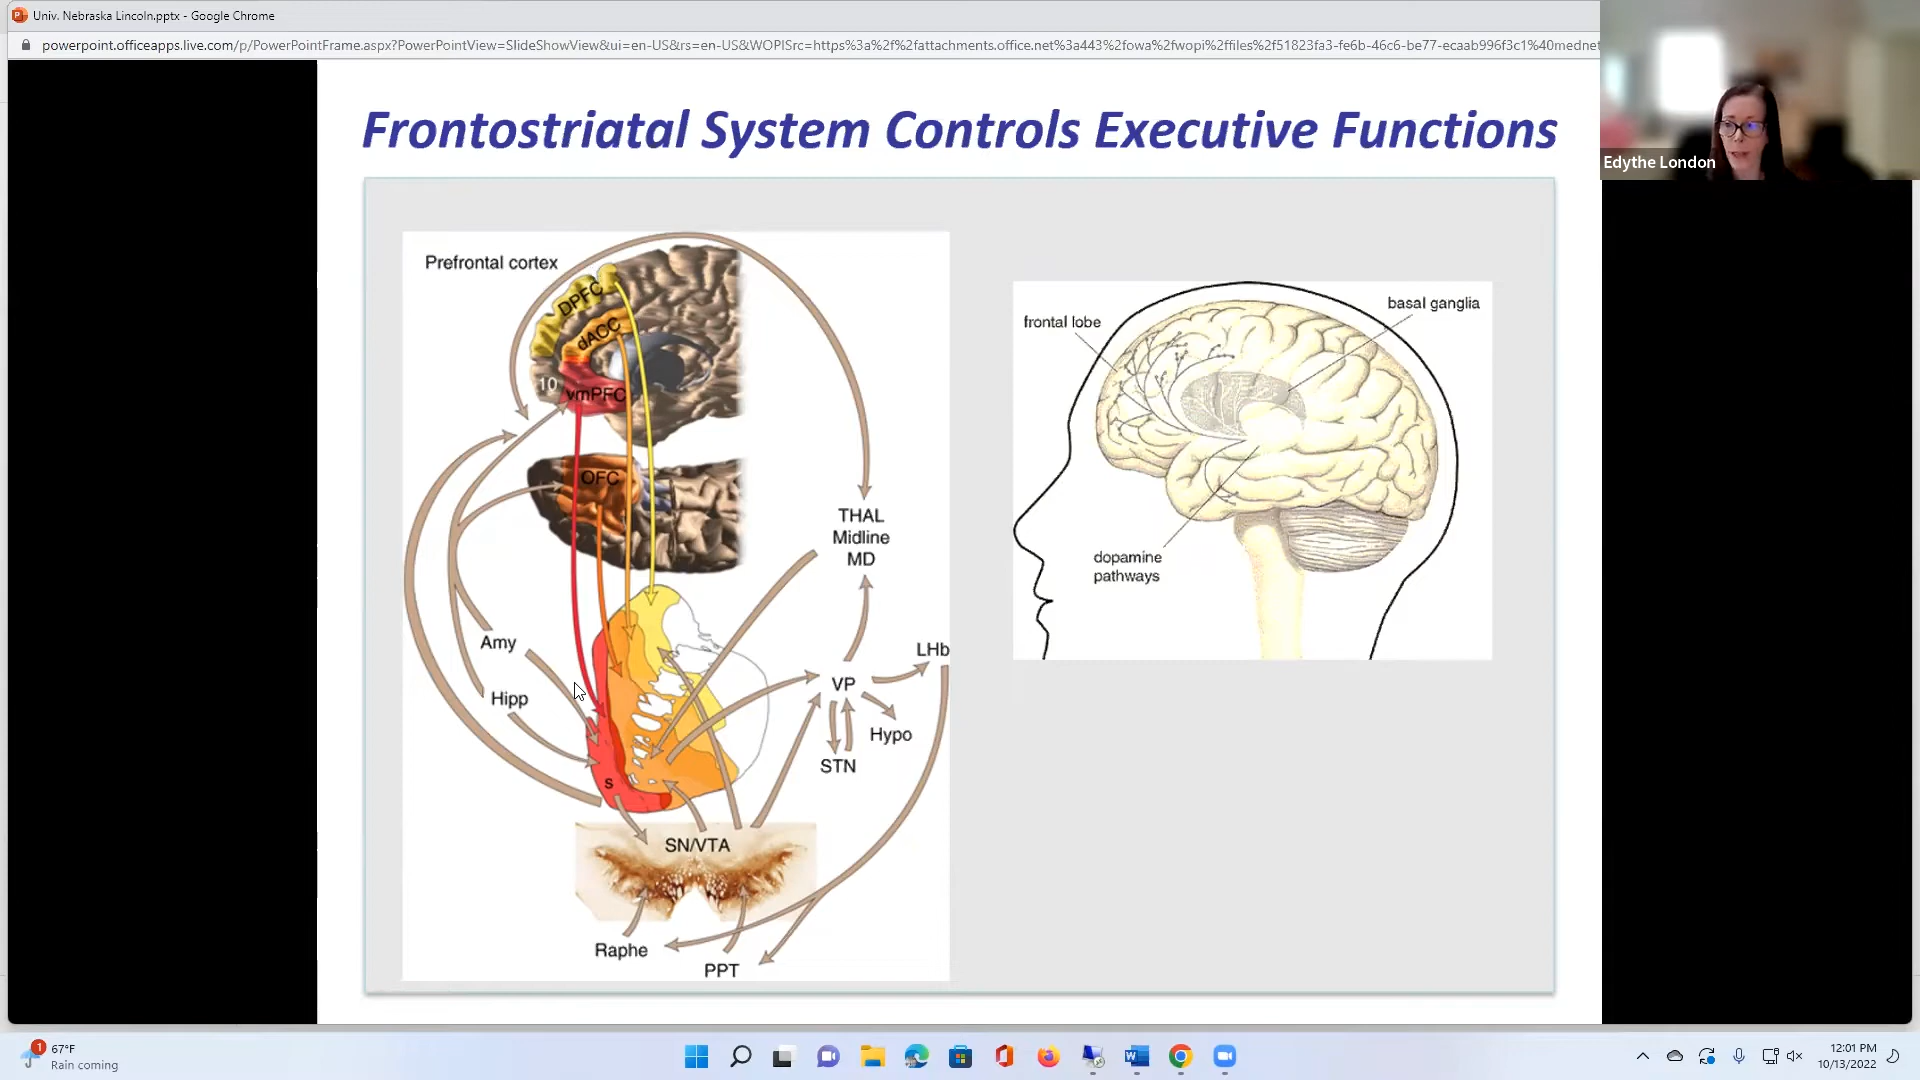 Univ. Nebraska Lincoln.pptx - Google Chrome
powerpoint.officeapps.live.com/p/PowerPointFrame.aspx?PowerPointView=SlideShowView&ui=en-US&rs=en-US&WOPISrc=https%3a%2f%2fattachments.office.net%3a443%2fowa%2fwopi%2ffiles%2f51823fa3-fe6b-46c6-be77-ecaab996f3c1%40mednet
Edythe London
Frontostriatal System Controls Executive Functions
Prefrontal cortex
DPFC
dACC
10
vmPFC
OFC
THAL
Midline
MD
Amy
Hipp
LHb
VP
Hypo
STN
S
SN/VTA
Raphe
PPT
frontal lobe
basal ganglia
dopamine
pathways
1
67°F
Rain coming
12:01 PM
10/13/2022